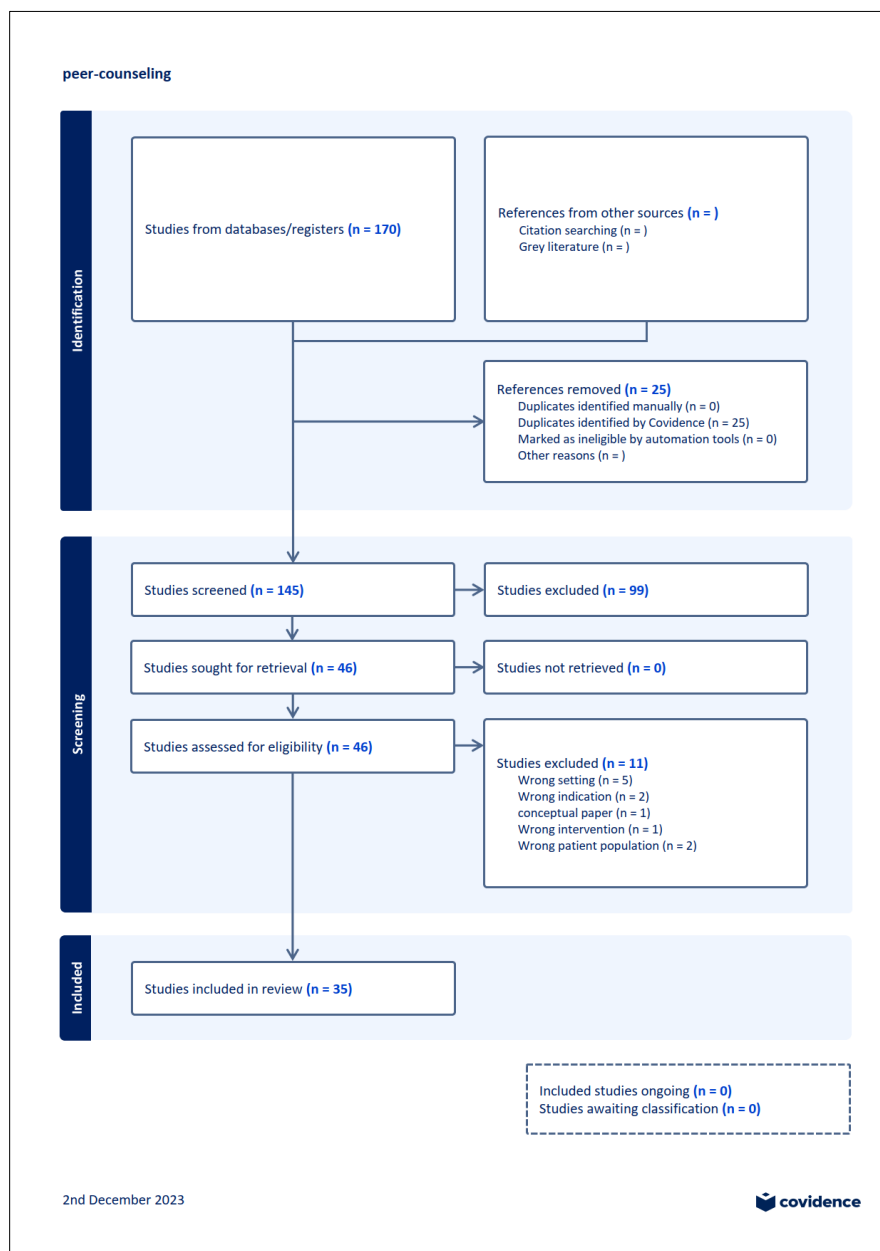 peer-counseling
Identification
Studies from databases/registers (n = 170)
References from other sources (n = )
Citation searching (n = )
Grey literature (n = )
References removed (n = 25)
Duplicates identified manually (n = 0)
Duplicates identified by Covidence (n = 25)
Marked as ineligible by automation tools (n = 0)
Other reasons (n = )
Screening
Studies screened (n = 145)
Studies excluded (n = 99)
Studies sought for retrieval (n = 46)
Studies not retrieved (n = 0)
Studies assessed for eligibility (n = 46)
Studies excluded (n = 11)
Wrong setting (n = 5)
Wrong indication (n = 2)
conceptual paper (n = 1)
Wrong intervention (n = 1)
Wrong patient population (n = 2)
Included
Studies included in review (n = 35)
Included studies ongoing (n = 0)
Studies awaiting classification (n = 0)
2nd December 2023
covidence